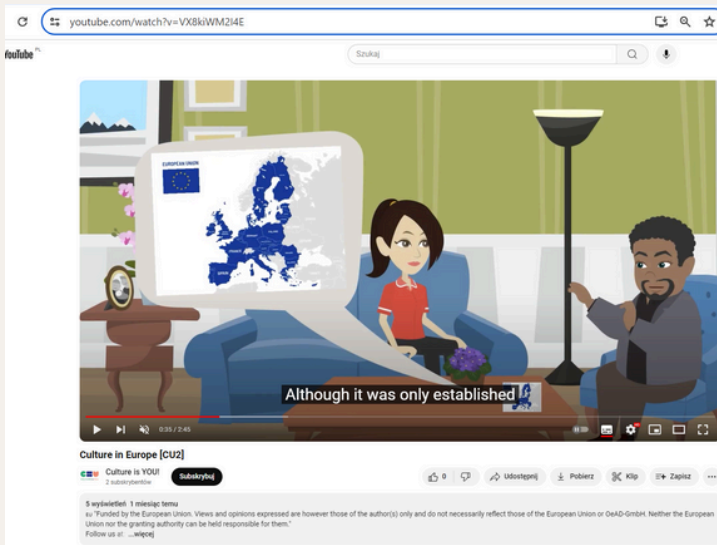 youtube.com/watch?v=VX8kiWM2I4E
YouTube PL
Szukaj
EUROPEAN UNION
SPAIN
Although it was only established
0:35 / 2:45
Culture in Europe [CU2]
Culture is YOU!
2 subskrybentów
Subskrybuj
0
Udostępnij
Pobierz
Klip
Zapisz
5 wyświetleń 1 miesiąc temu
"Funded by the European Union. Views and opinions expressed are however those of the author(s) only and do not necessarily reflect those of the European Union or OeAD-GmbH. Neither the European
Union nor the granting authority can be held responsible for them."
Follow us at ...więcej